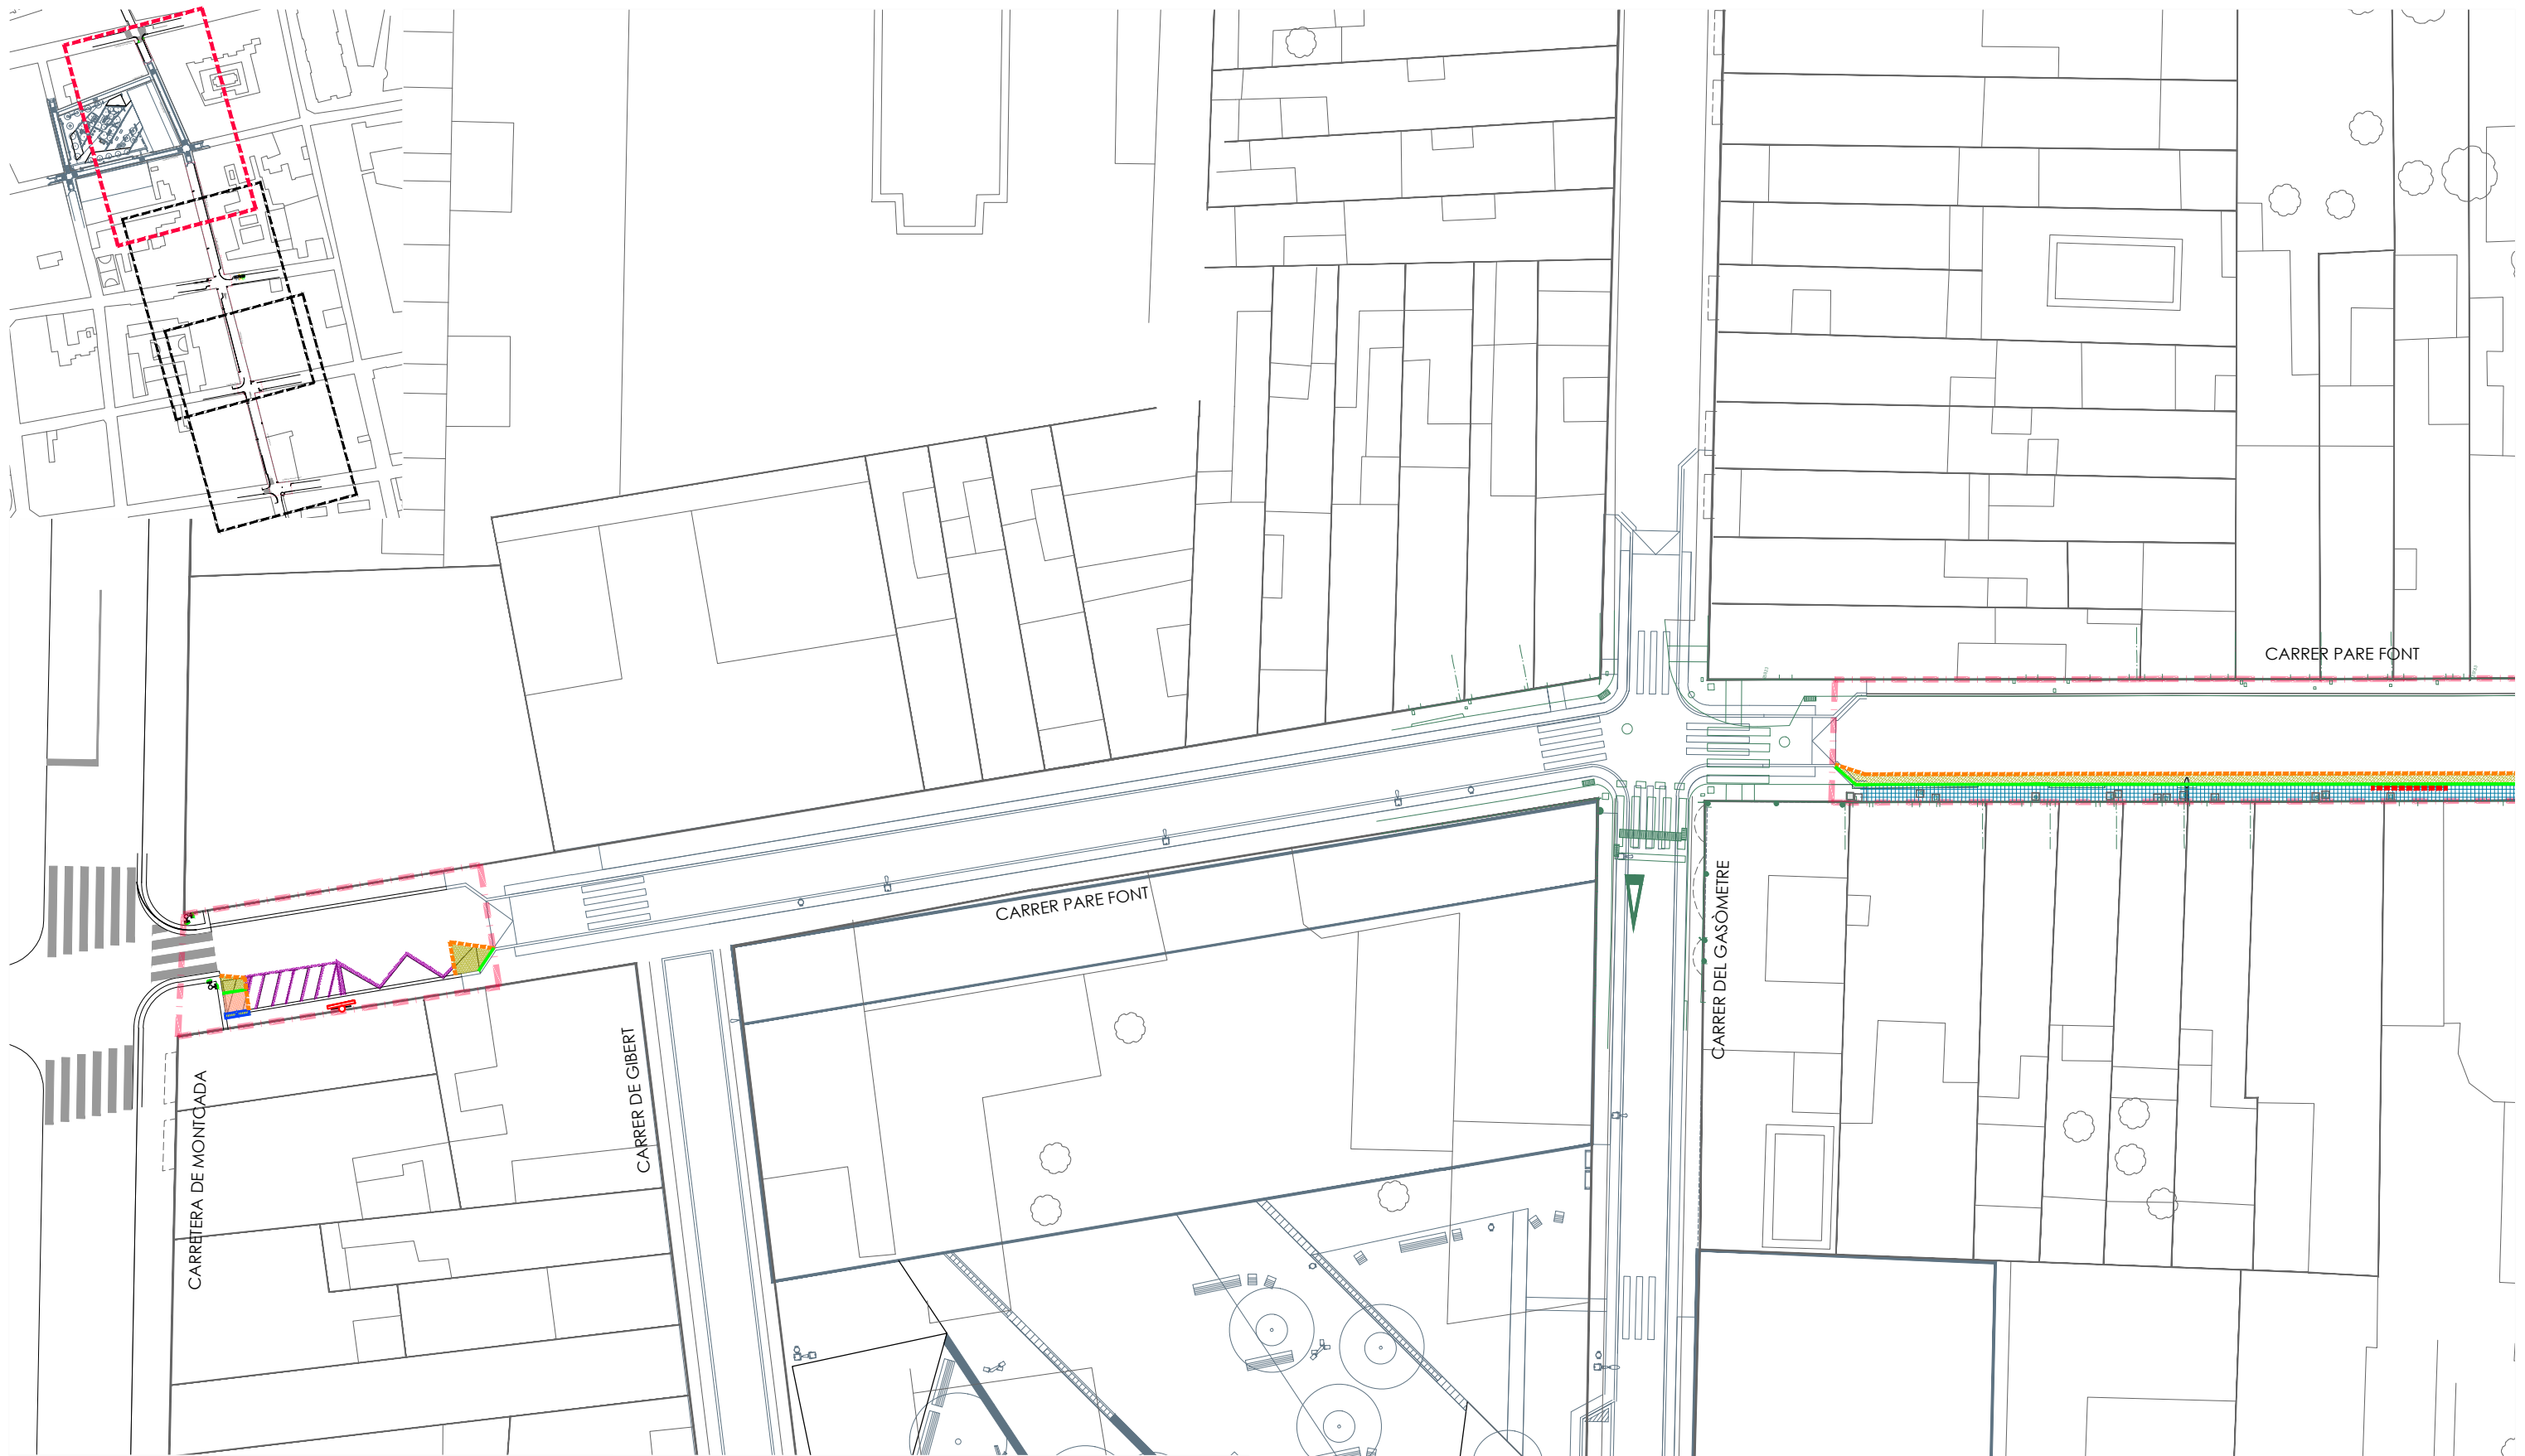 CARRER PARE FONT
CARRER PARE FONT
CARRER DEL GASÒMETRE
CARRER DE GIBERT
CARRETERA DE MONTCADA